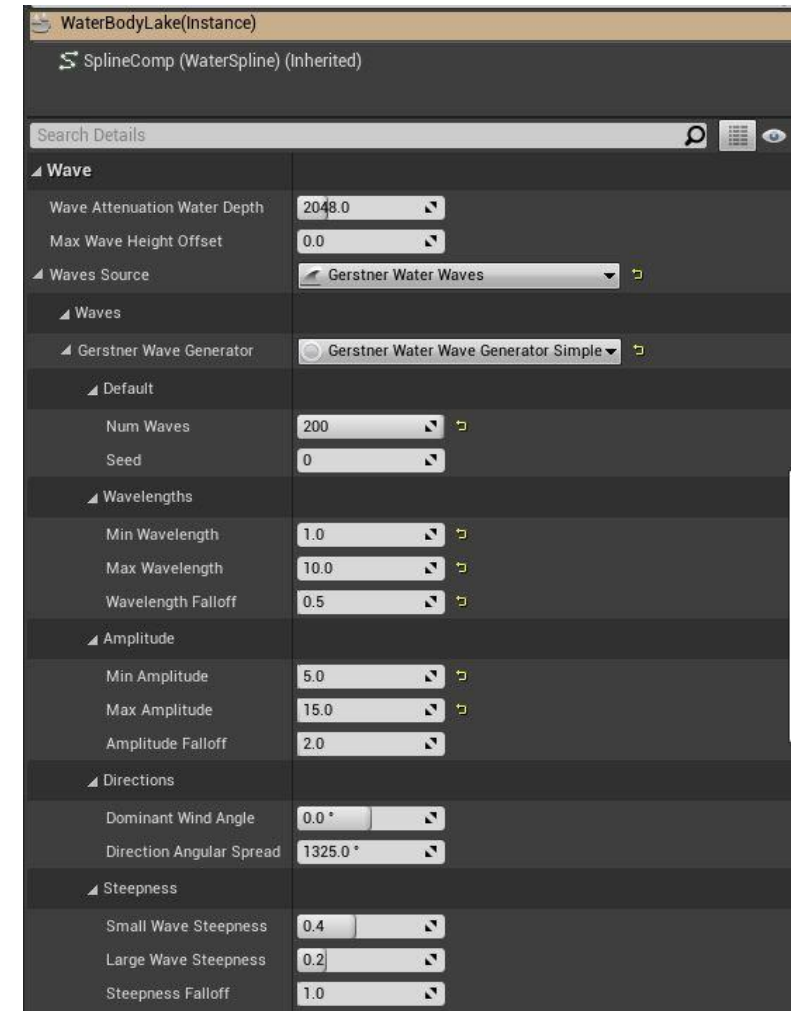 WaterBodyLake(Instance)
SplineComp (WaterSpline) (Inherited)
Search Details
Wave
Wave Attenuation Water Depth 2048.0
Max Wave Height Offset 0.0
Waves Source Gerstner Water Waves
Waves
Gerstner Wave Generator Gerstner Water Wave Generator Simple
Default
Num Waves 200
Seed 0
Wavelengths
Min Wavelength 1.0
Max Wavelength 10.0
Wavelength Falloff 0.5
Amplitude
Min Amplitude 5.0
Max Amplitude 15.0
Amplitude Falloff 2.0
Directions
Dominant Wind Angle 0.0 °
Direction Angular Spread 1325.0 °
Steepness
Small Wave Steepness 0.4
Large Wave Steepness 0.2
Steepness Falloff 1.0